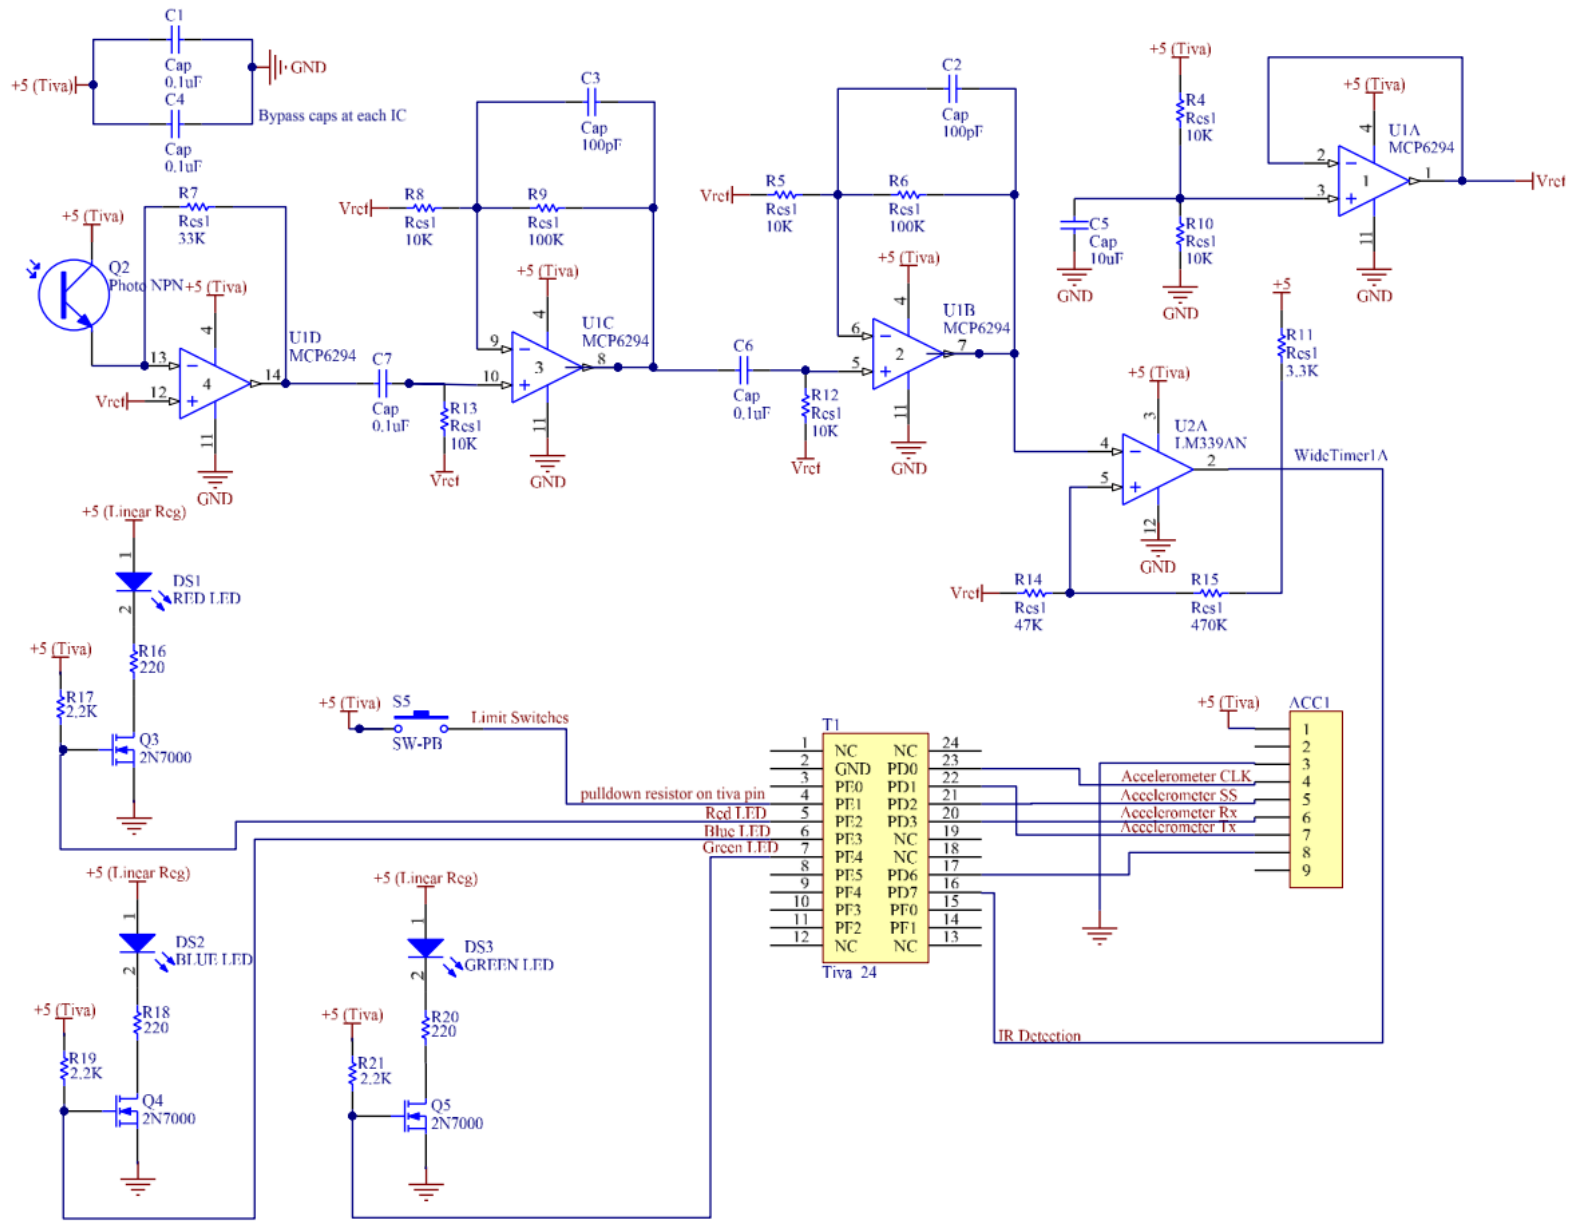 C1
Cap
0.1uF
+5 (Tiva)
GND
C4
Cap
0.1uF
Bypass caps at each IC
R7
Res1
33K
+5 (Tiva)
Q2
Photo NPN
+5 (Tiva)
4
U1D
MCP6294
13
4
14
12
Vref
11
GND
C7
Cap
0.1uF
R13
Res1
10K
Vref
C3
Cap
100pF
Vref
R8
Res1
10K
R9
Res1
100K
+5 (Tiva)
4
U1C
MCP6294
9
3
8
10
11
GND
C6
Cap
0.1uF
R12
Res1
10K
Vref
C2
Cap
100pF
Vref
R5
Res1
10K
R6
Res1
100K
+5 (Tiva)
4
U1B
MCP6294
6
2
7
5
11
GND
+5 (Tiva)
R4
Res1
10K
C5
Cap
10uF
GND
R10
Res1
10K
GND
+5 (Tiva)
4
U1A
MCP6294
2
1
1
3
Vref
11
GND
+5
R11
Res1
3.3K
+5 (Tiva)
3
U2A
LM339AN
4
2
5
WideTimer1A
12
GND
Vref
R14
Res1
47K
R15
Res1
470K
+5 (Linear Reg)
1
DS1
RED LED
2
R16
220
+5 (Tiva)
R17
2.2K
Q3
2N7000
+5 (Tiva)
S5
SW-PB
Limit Switches
pulldown resistor on tiva pin
Red LED
Blue LED
Green LED
T1
1 NC NC 24
2 GND PD0 23
3 PE0 PD1 22
4 PE1 PD2 21
5 PE2 PD3 20
6 PE3 NC 19
7 PE4 NC 18
8 PE5 PD6 17
9 PF4 PD7 16
10 PF3 PF0 15
11 PF2 PF1 14
12 NC NC 13
Tiva 24
+5 (Tiva)
ACC1
1
2
3
Accelerometer CLK 4
Accelerometer SS 5
Accelerometer Rx 6
Accelerometer Tx 7
8
9
IR Detection
+5 (Linear Reg)
1
DS2
BLUE LED
2
R18
220
+5 (Tiva)
R19
2.2K
Q4
2N7000
+5 (Linear Reg)
1
DS3
GREEN LED
2
R20
220
+5 (Tiva)
R21
2.2K
Q5
2N7000